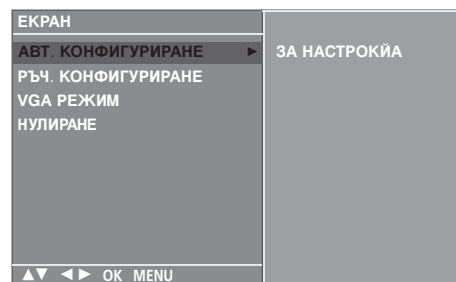 ЕКРАН
АВТ. КОНФИГУРИРАНЕ ► ЗА НАСТРОКЙА
РЪЧ. КОНФИГУРИРАНЕ
VGA РЕЖИМ
НУЛИРАНЕ
▲▼ ◄► OK MENU